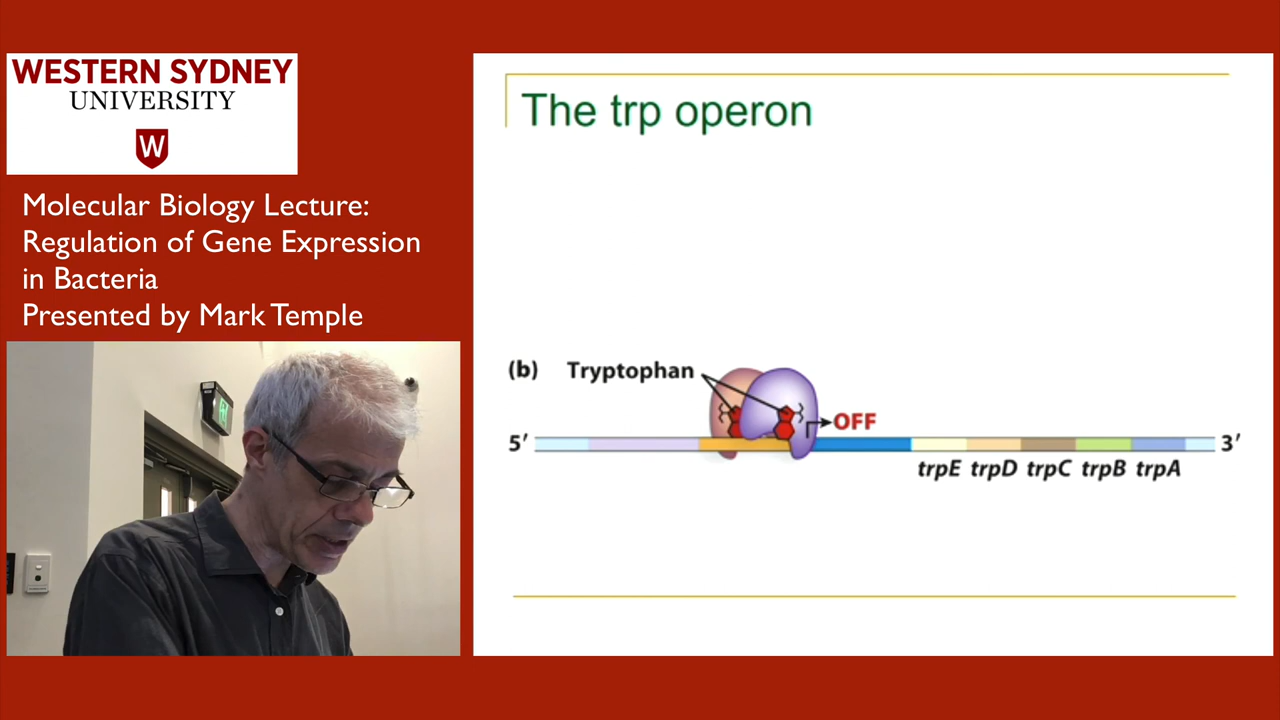 WESTERN SYDNEY
UNIVERSITY
W
Molecular Biology Lecture:
Regulation of Gene Expression
in Bacteria
Presented by Mark Temple
The trp operon
(b) Tryptophan
OFF
5′ 3′
trpE trpD trpC trpB trpA